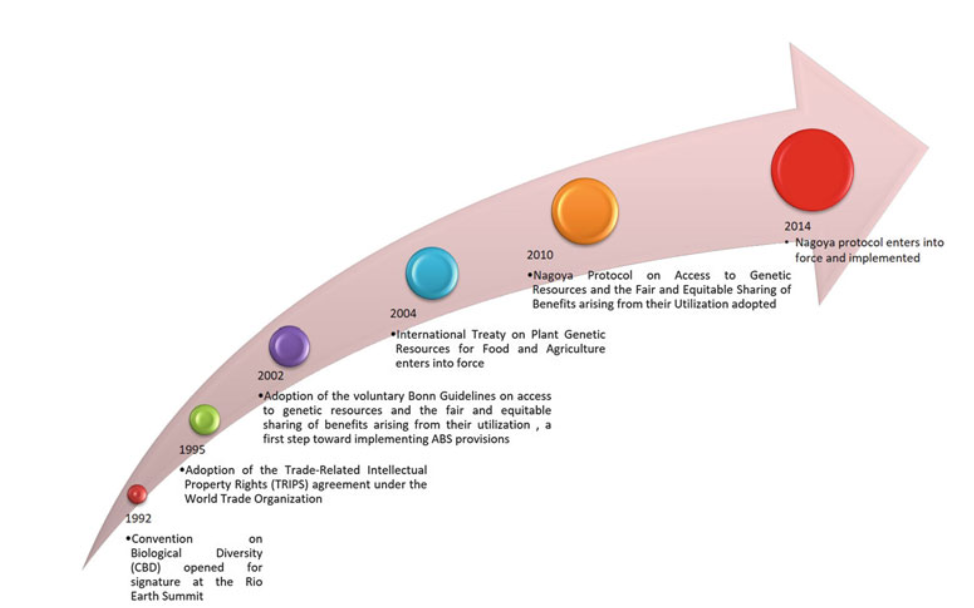 1992
•Convention on
Biological Diversity
(CBD) opened for
signature at the Rio
Earth Summit
1995
•Adoption of the Trade-Related Intellectual
Property Rights (TRIPS) agreement under the
World Trade Organization
2002
•Adoption of the voluntary Bonn Guidelines on access
to genetic resources and the fair and equitable
sharing of benefits arising from their utilization , a
first step toward implementing ABS provisions
2004
•International Treaty on Plant Genetic
Resources for Food and Agriculture
enters into force
2010
•Nagoya Protocol on Access to Genetic
Resources and the Fair and Equitable Sharing of
Benefits arising from their Utilization adopted
2014
• Nagoya protocol enters into
force and implemented